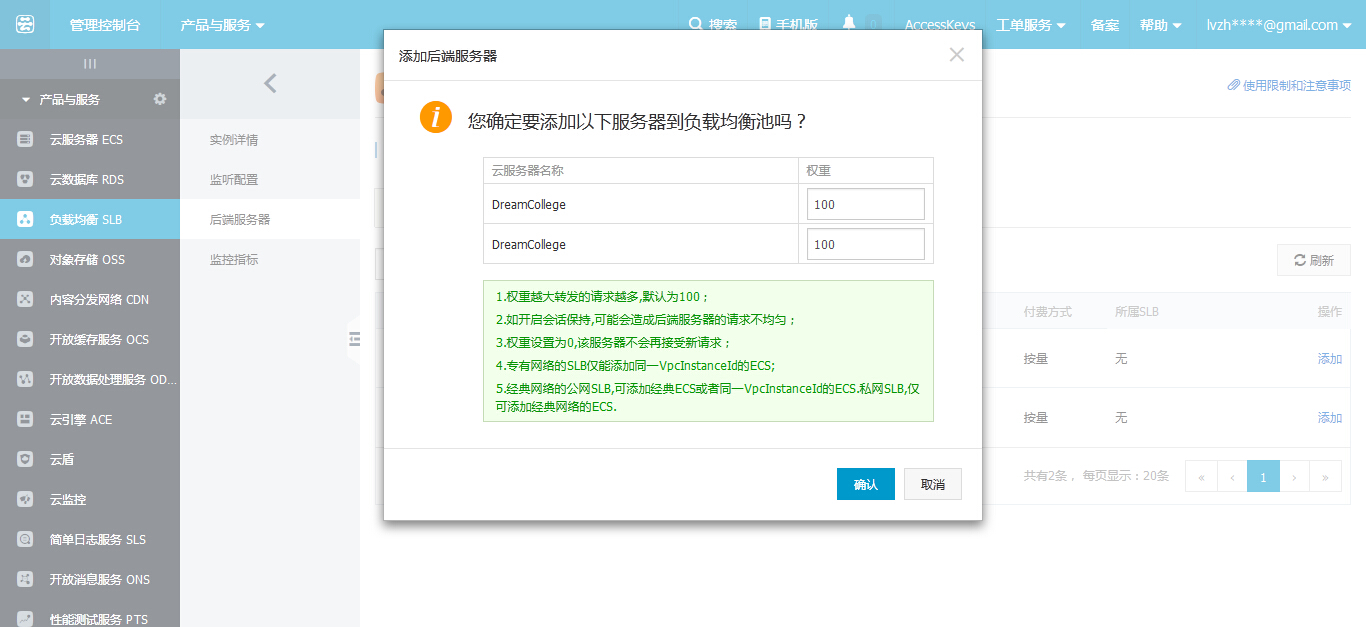 管理控制台
产品与服务
搜索
手机版
0
AccessKeys
工单服务
备案
帮助
lvzh****@gmail.com
产品与服务
云服务器 ECS
云数据库 RDS
负载均衡 SLB
对象存储 OSS
内容分发网络 CDN
开放缓存服务 OCS
开放数据处理服务 OD...
云引擎 ACE
云盾
云监控
简单日志服务 SLS
开放消息服务 ONS
性能测试服务 PTS
实例详情
监听配置
后端服务器
监控指标
添加后端服务器
您确定要添加以下服务器到负载均衡池吗？
云服务器名称 权重
DreamCollege 100
DreamCollege 100
1.权重越大转发的请求越多,默认为100；
2.如开启会话保持,可能会造成后端服务器的请求不均匀；
3.权重设置为0,该服务器不会再接受新请求；
4.专有网络的SLB仅能添加同一VpcInstanceId的ECS;
5.经典网络的公网SLB,可添加经典ECS或者同一VpcInstanceId的ECS.私网SLB,仅
可添加经典网络的ECS.
确认
取消
使用限制和注意事项
刷新
付费方式 所属SLB 操作
按量 无 添加
按量 无 添加
共有2条， 每页显示：20条 « ‹ 1 › »